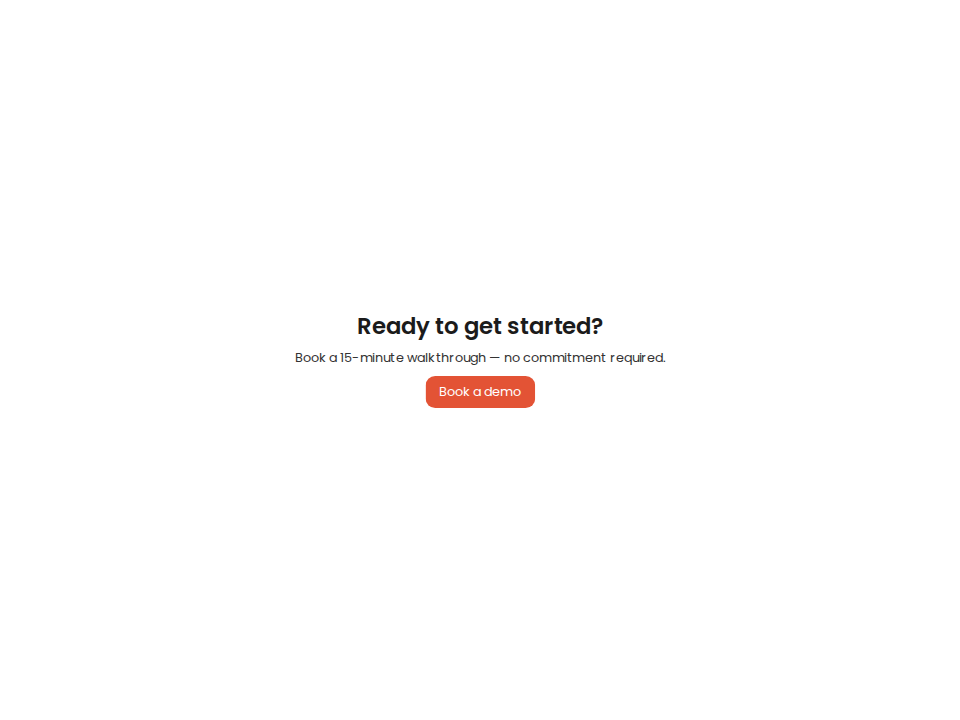 Ready to get started?
Book a 15-minute walkthrough — no commitment required.
Book a demo